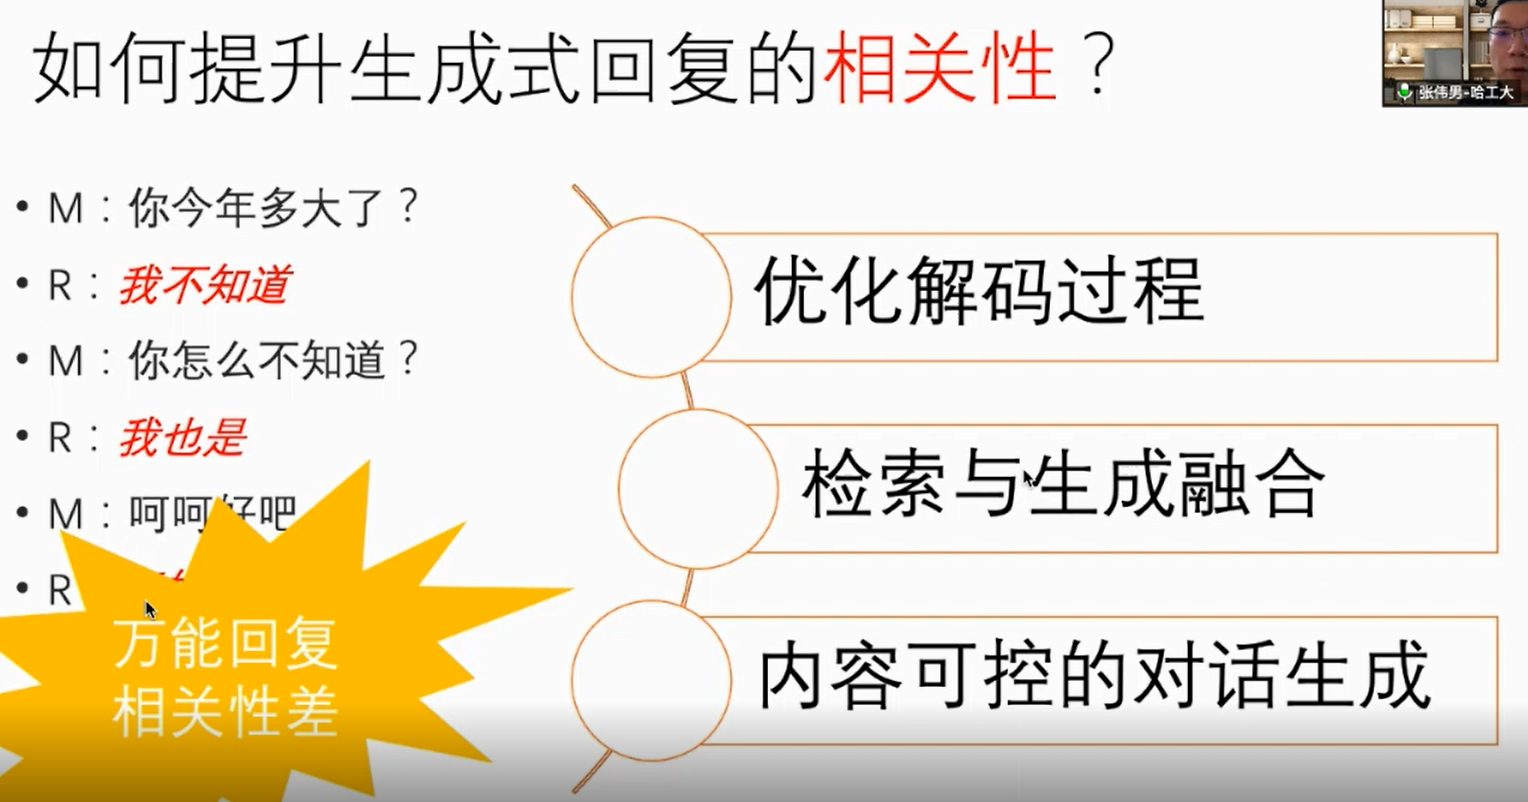 如何提升生成式回复的相关性？
张伟男-哈工大
• M：你今年多大了？
• R：我不知道
• M：你怎么不知道？
• R：我也是
• M：呵呵好吧
• R
万能回复
相关性差
优化解码过程
检索与生成融合
内容可控的对话生成